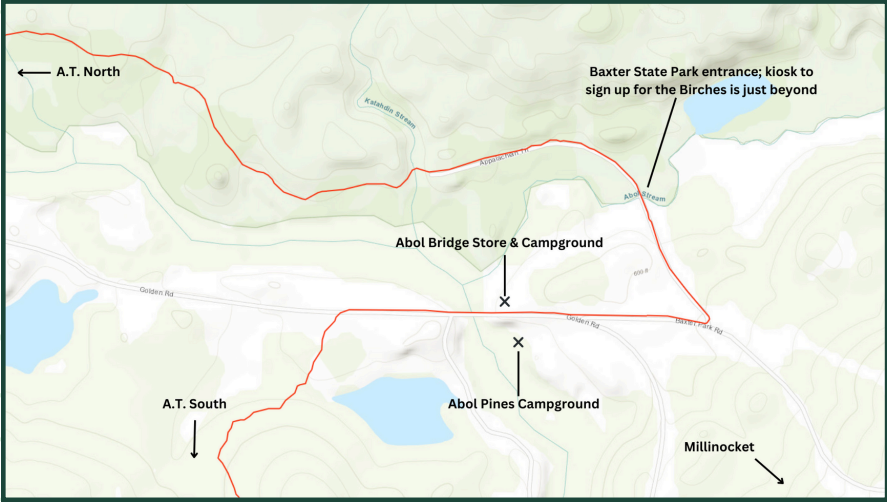 A.T. North
Baxter State Park entrance; kiosk to
sign up for the Birches is just beyond
Katahdin Stream
Appalachian Trl
Abol Stream
Abol Bridge Store & Campground
Golden Rd
Golden Rd
Baxter Park Rd
A.T. South
Abol Pines Campground
Millinocket